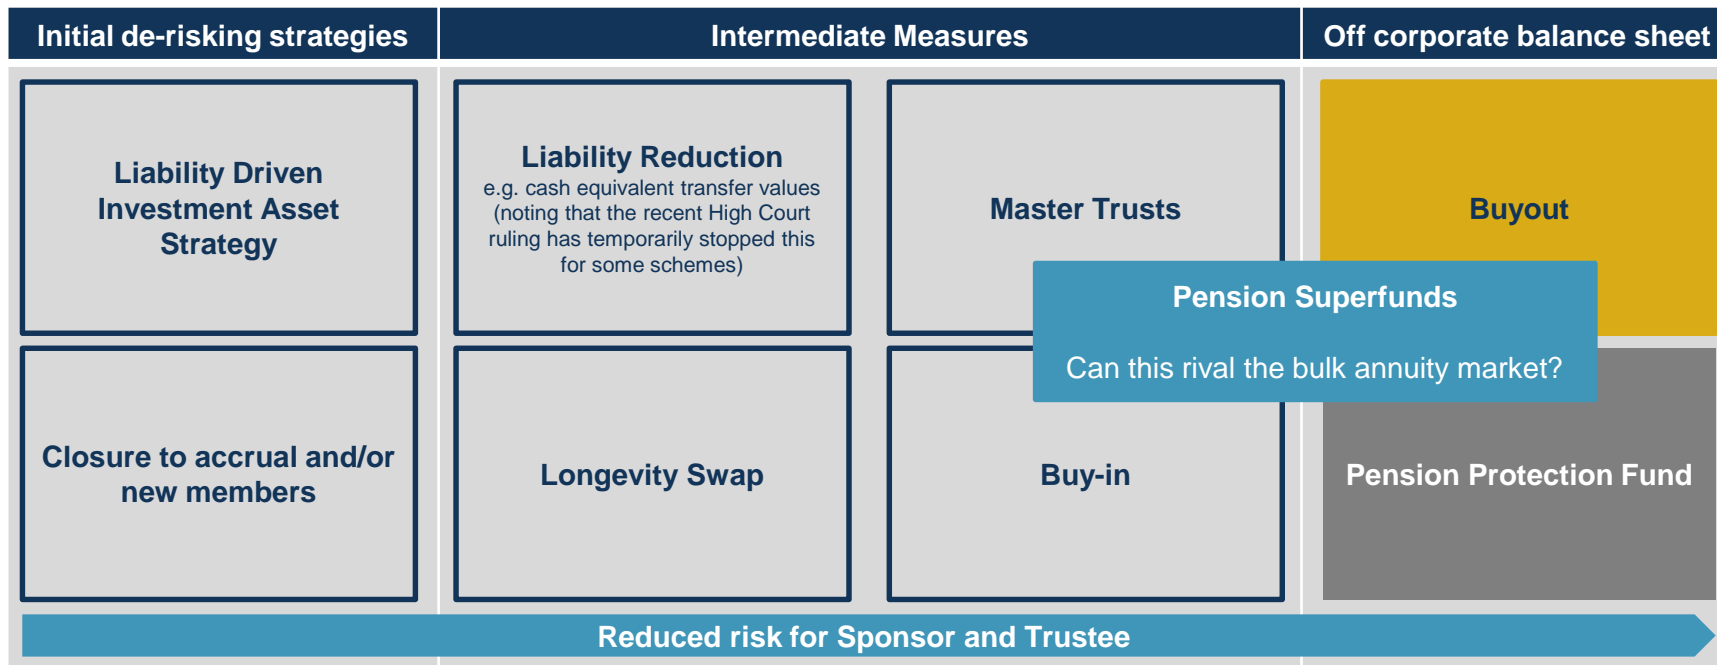 Initial de-risking strategies
Intermediate Measures
Off corporate balance sheet
Liability Driven
Investment Asset
Strategy
Liability Reduction
e.g. cash equivalent transfer values
(noting that the recent High Court
ruling has temporarily stopped this
for some schemes)
Master Trusts
Buyout
Pension Superfunds
Can this rival the bulk annuity market?
Closure to accrual and/or
new members
Longevity Swap
Buy-in
Pension Protection Fund
Reduced risk for Sponsor and Trustee